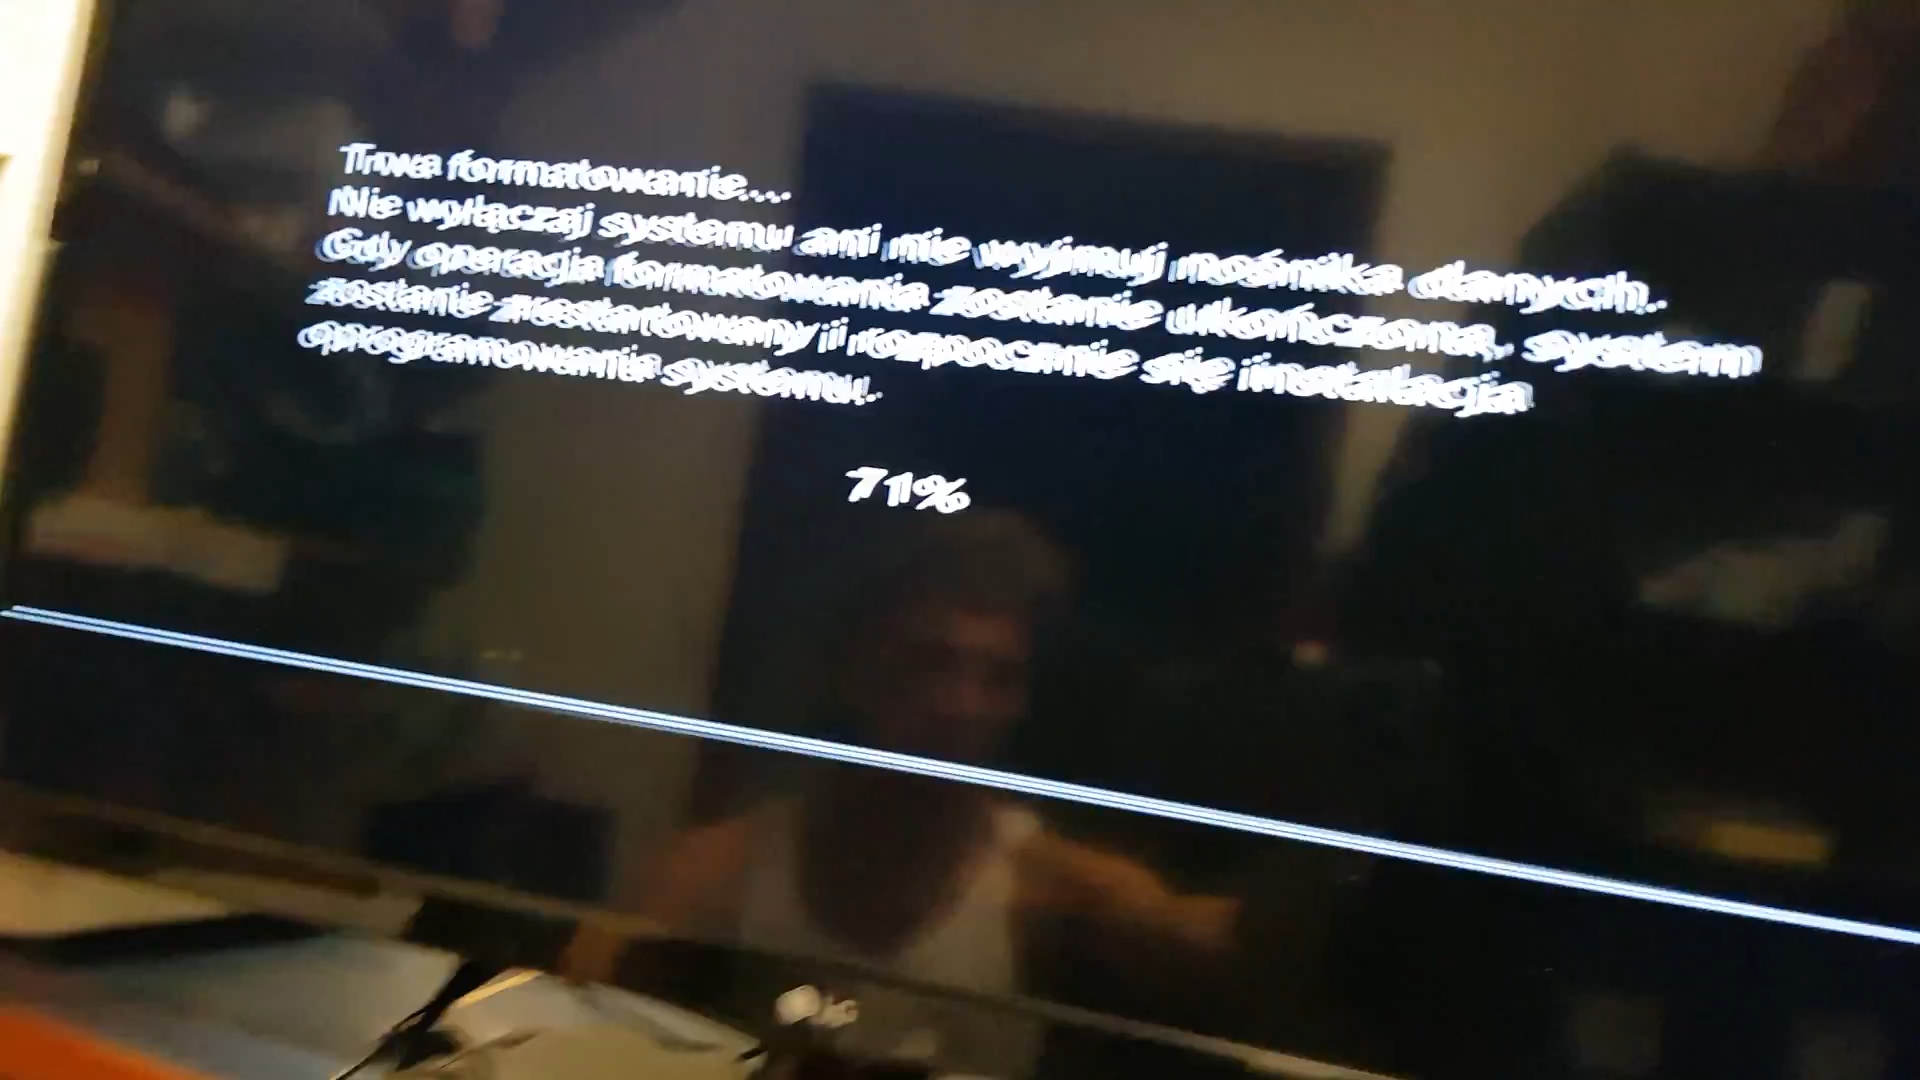 Trwa formatowanie...
Nie wyłączaj systemu ani nie wyjmuj nośnika danych.
Gdy operacja formatowania zostanie ukończona, system
zostanie zrestartowany i rozpocznie się instalacja
oprogramowania systemu.
71%